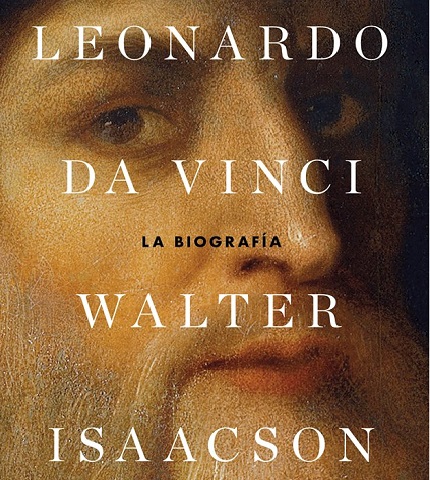 LEONARDO
DA VINCI
LA BIOGRAFÍA
WALTER
ISAACSON